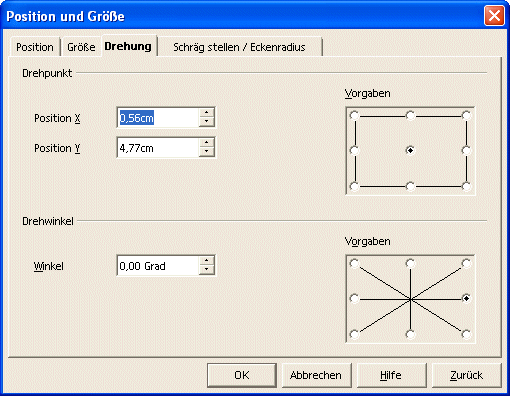 Position und Größe
Position Größe Drehung Schräg stellen / Eckenradius
Drehpunkt
Vorgaben
Position X 0,56cm
Position Y 4,77cm
Drehwinkel
Vorgaben
Winkel 0,00 Grad
OK Abbrechen Hilfe Zurück